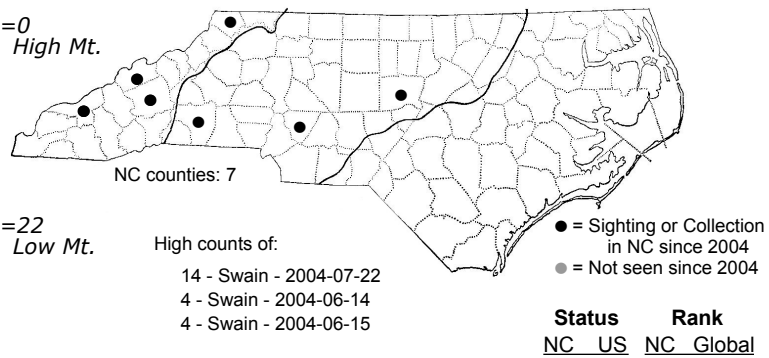 =0
High Mt.
NC counties: 7
=22
Low Mt.
High counts of:
14 - Swain - 2004-07-22
4 - Swain - 2004-06-14
4 - Swain - 2004-06-15
= Sighting or Collection
in NC since 2004
= Not seen since 2004
Status Rank
NC US NC Global